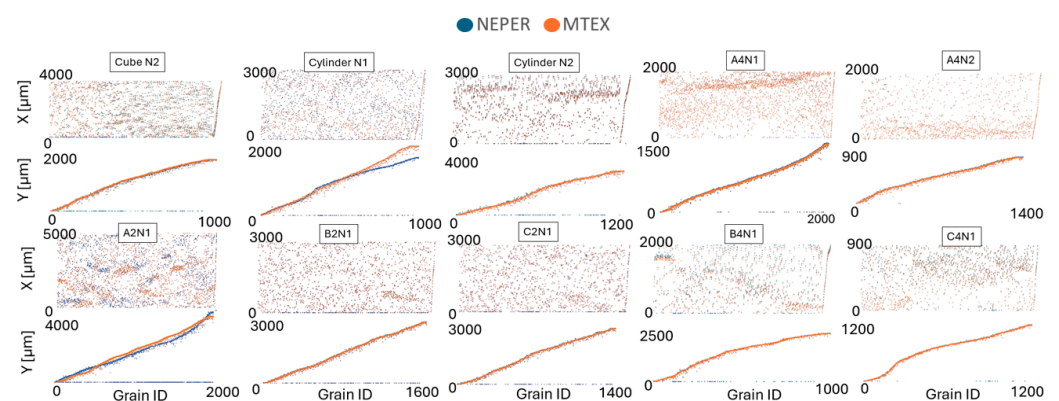 NEPER MTEX
Cube N2
Cylinder N1
Cylinder N2
A4N1
A4N2
X [µm]
4000
0
3000
0
3000
0
2000
0
2000
0
Y [µm]
2000
0
1000
2000
0
1000
4000
0
1200
1500
0
2000
900
0
1400
A2N1
B2N1
C2N1
B4N1
C4N1
X [µm]
5000
0
3000
0
3000
0
2000
0
900
0
Y [µm]
4000
0
2000
3000
0
1600
3000
0
1400
2500
0
1000
1200
0
1200
Grain ID
Grain ID
Grain ID
Grain ID
Grain ID